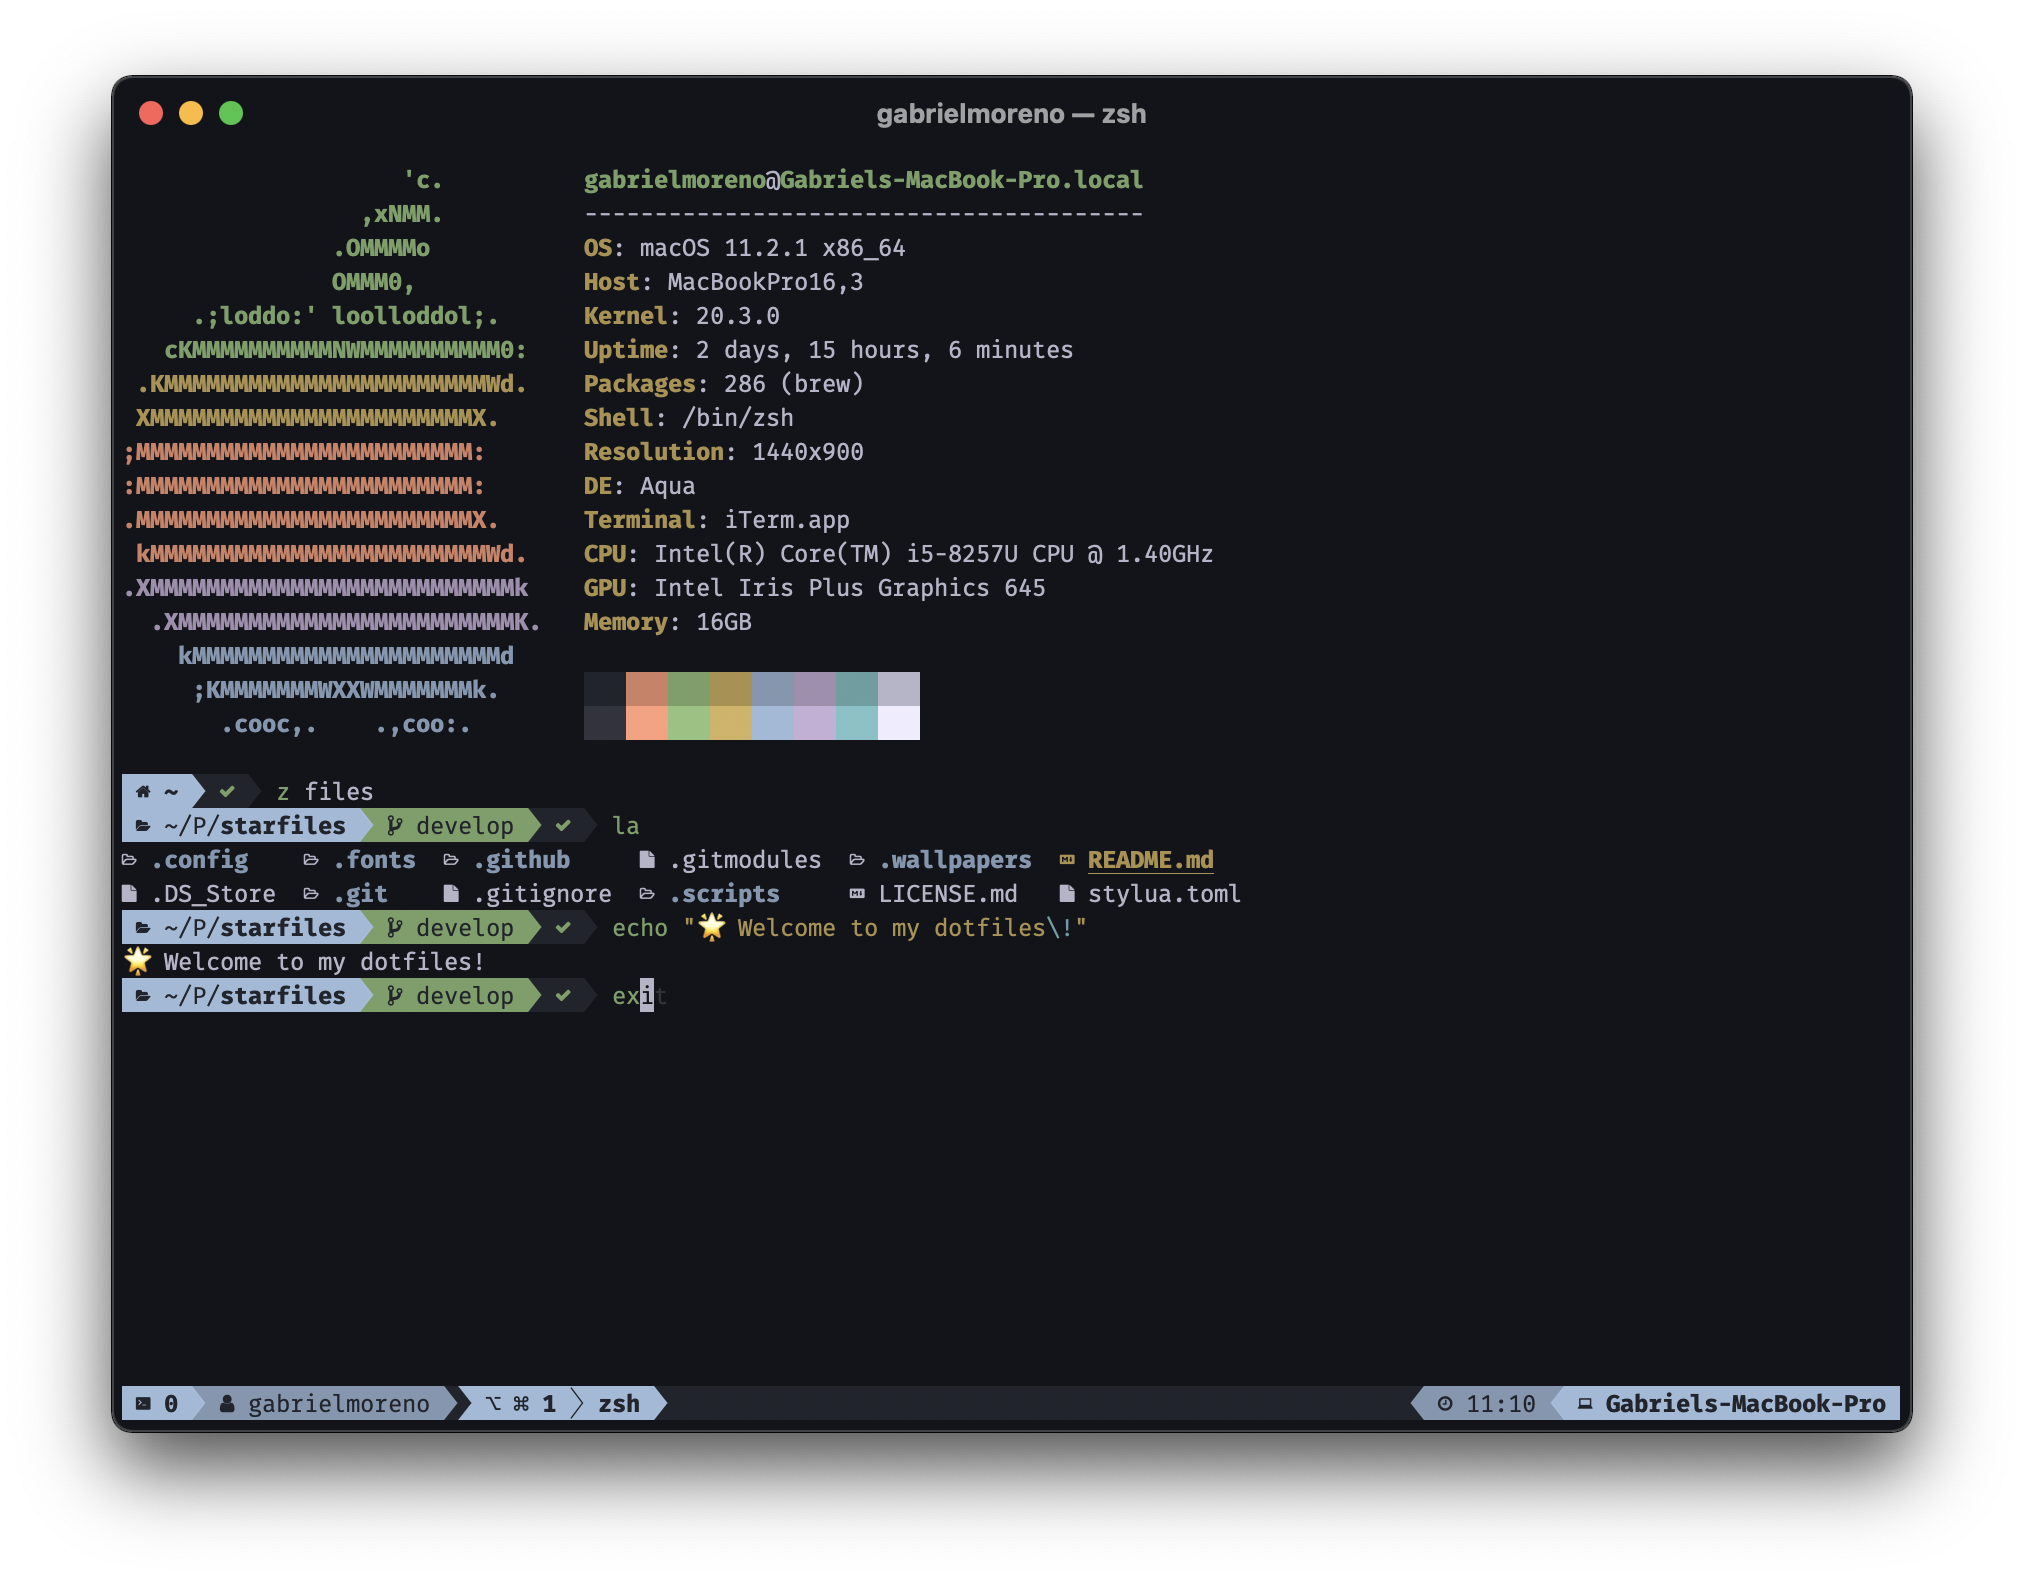 gabrielmoreno — zsh
'c. gabrielmoreno@Gabriels-MacBook-Pro.local
,xNMM. ----------------------------------------
.OMMMMo OS: macOS 11.2.1 x86_64
OMMM0, Host: MacBookPro16,3
.;loddo:' loolloddol;. Kernel: 20.3.0
cKMMMMMMMMMMNWMMMMMMMMMM0: Uptime: 2 days, 15 hours, 6 minutes
.KMMMMMMMMMMMMMMMMMMMMMMMWd. Packages: 286 (brew)
XMMMMMMMMMMMMMMMMMMMMMMMX. Shell: /bin/zsh
;MMMMMMMMMMMMMMMMMMMMMMMM: Resolution: 1440x900
:MMMMMMMMMMMMMMMMMMMMMMMM: DE: Aqua
.MMMMMMMMMMMMMMMMMMMMMMMMX. Terminal: iTerm.app
kMMMMMMMMMMMMMMMMMMMMMMMMWd. CPU: Intel(R) Core(TM) i5-8257U CPU @ 1.40GHz
.XMMMMMMMMMMMMMMMMMMMMMMMMMMk GPU: Intel Iris Plus Graphics 645
.XMMMMMMMMMMMMMMMMMMMMMMMMK. Memory: 16GB
kMMMMMMMMMMMMMMMMMMMMMMd
;KMMMMMMMWXXWMMMMMMMk.
.cooc,. .,coo:.
~ ✔ z files
~/P/starfiles develop ✔ la
.config .fonts .github .gitmodules .wallpapers README.md
.DS_Store .git .gitignore .scripts LICENSE.md stylua.toml
~/P/starfiles develop ✔ echo "🌟 Welcome to my dotfiles\!"
🌟 Welcome to my dotfiles!
~/P/starfiles develop ✔ exit
0 gabrielmoreno ⌥ ⌘ 1 zsh 11:10 Gabriels-MacBook-Pro